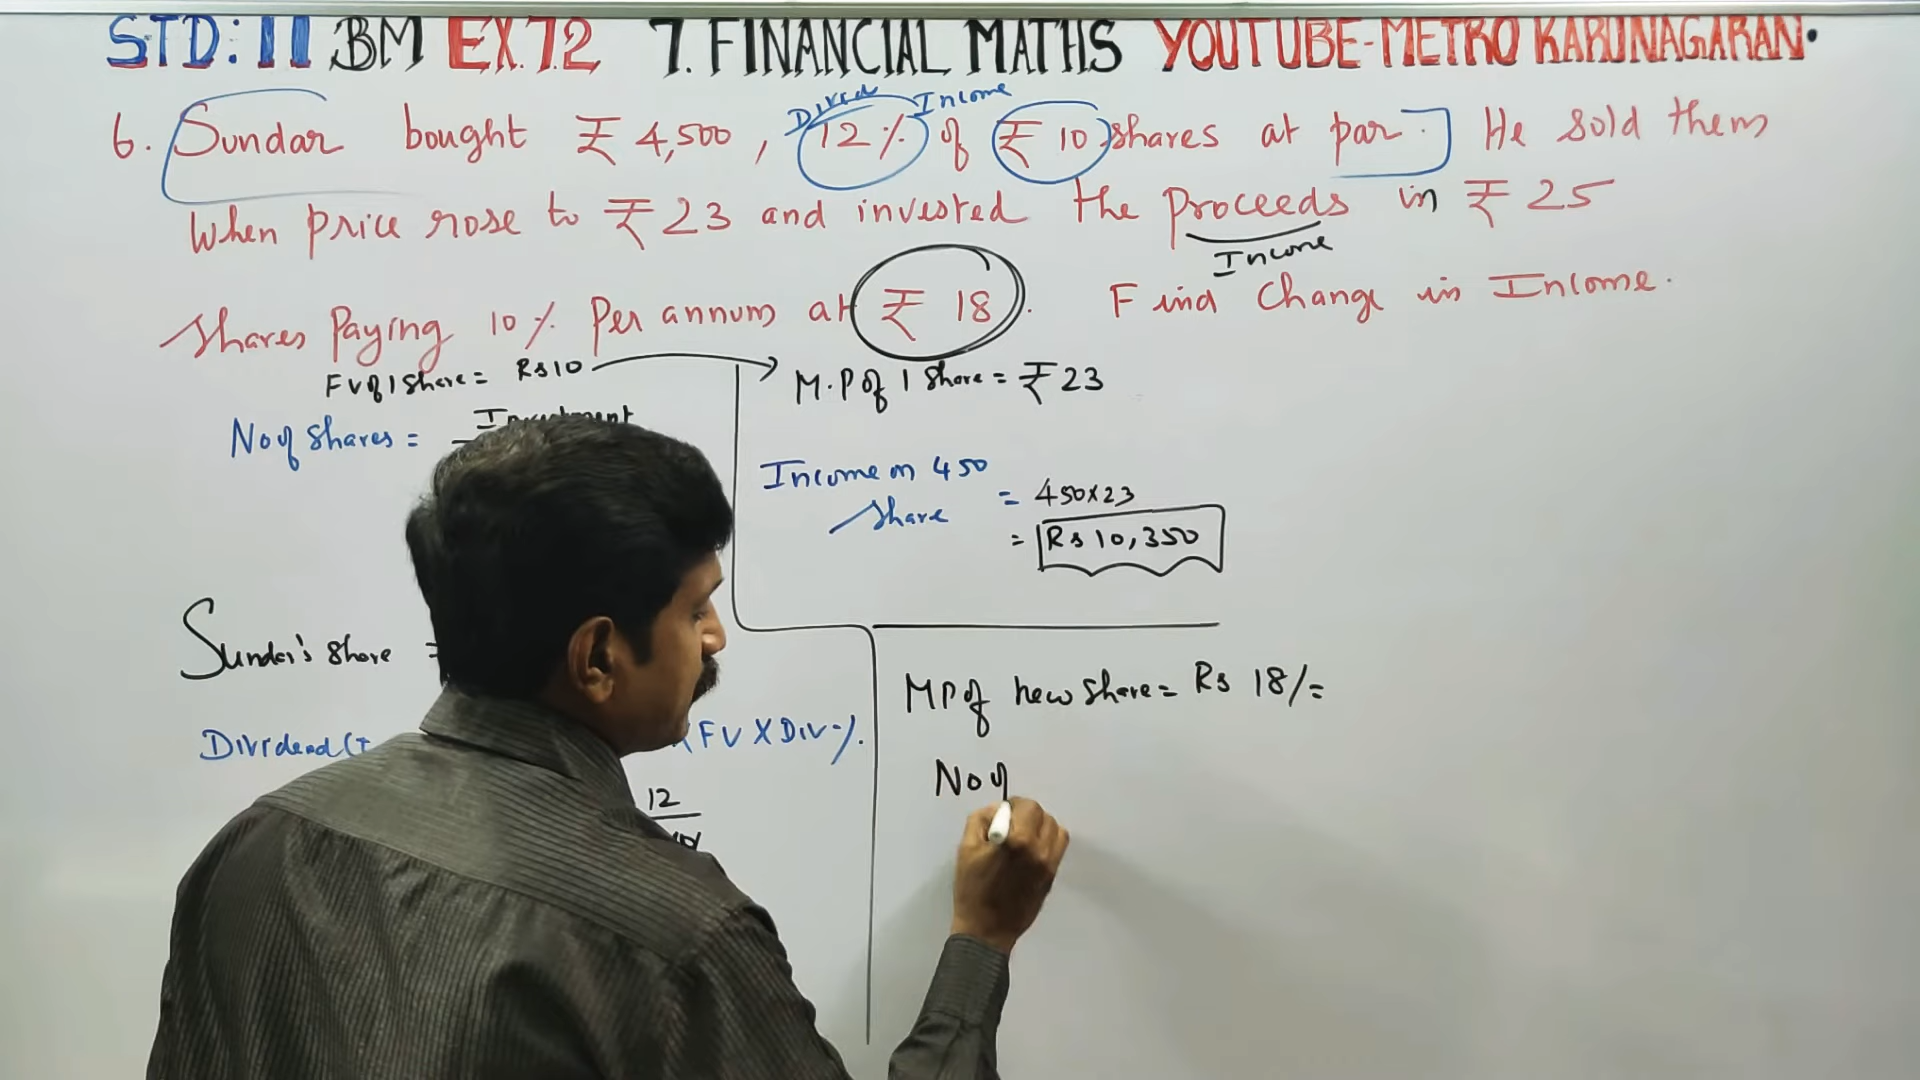 STD: 11 BM EX.7.2 7. FINANCIAL MATHS YOUTUBE-METRO KARUNAGARAN.
Divided Income
6. Sundar bought ₹ 4,500, 12% of ₹ 10 shares at par. He sold them
when price rose to ₹ 23 and invested the proceeds in ₹ 25
Income
shares paying 10% per annum at ₹ 18. Find change in Income.
FV of 1 share = Rs 10
No of shares = Investment
Sundar's share =
Dividend (
FV X Div %.
12
M.P of 1 share = ₹ 23
Income on 450
share
= 450x23
= Rs 10,350
MP of new share = Rs 18/=
No of